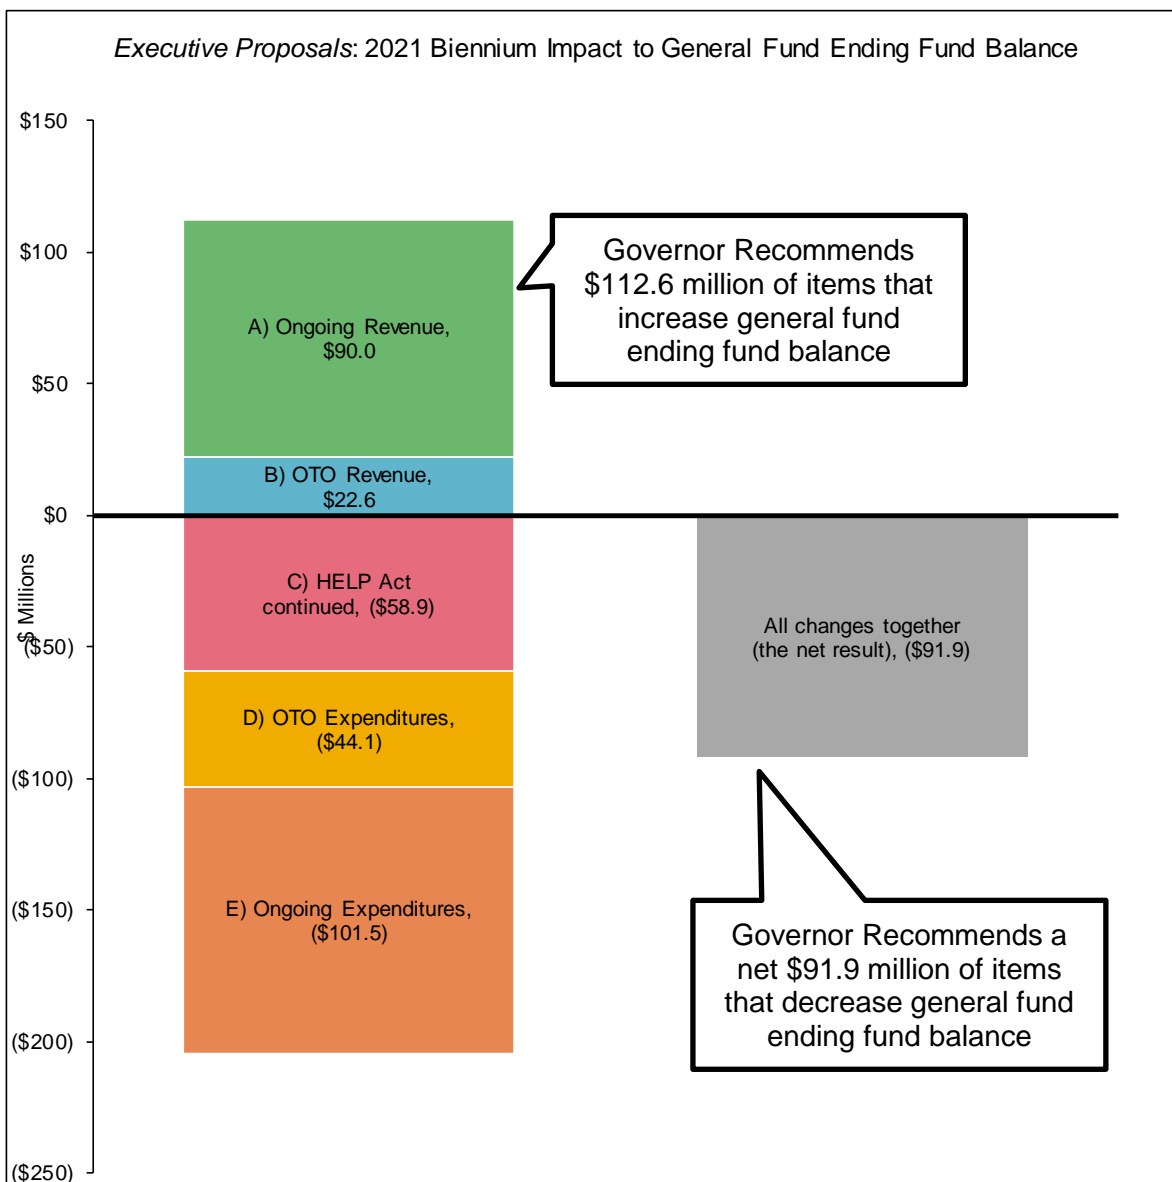 Executive Proposals: 2021 Biennium Impact to General Fund Ending Fund Balance
$150
$100
$50
$0
($50)
($100)
($150)
($200)
($250)
$ Millions
A) Ongoing Revenue,
$90.0
B) OTO Revenue,
$22.6
C) HELP Act
continued, ($58.9)
D) OTO Expenditures,
($44.1)
E) Ongoing Expenditures,
($101.5)
Governor Recommends
$112.6 million of items that
increase general fund
ending fund balance
All changes together
(the net result), ($91.9)
Governor Recommends a
net $91.9 million of items
that decrease general fund
ending fund balance